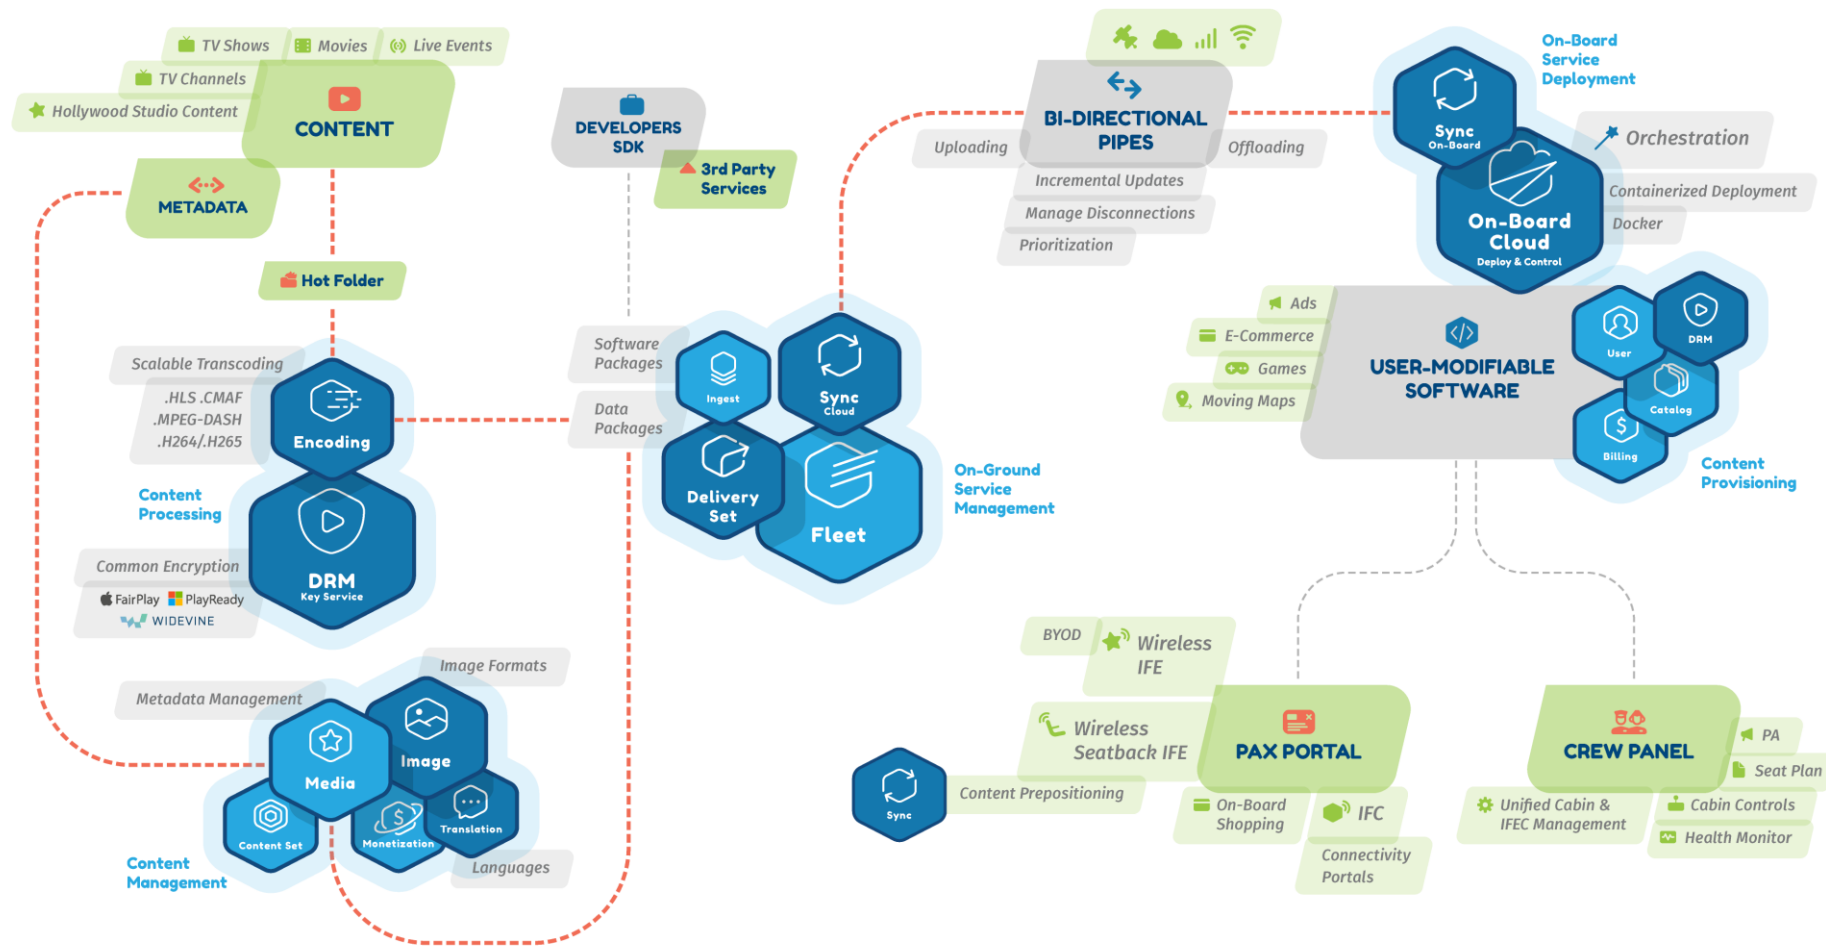 TV Shows
Movies
Live Events
TV Channels
Hollywood Studio Content
CONTENT
METADATA
Hot Folder
Scalable Transcoding
.HLS .CMAF
.MPEG-DASH
.H264/.H265
Encoding
Content
Processing
DRM
Key Service
Common Encryption
FairPlay
PlayReady
WIDEVINE
Image Formats
Metadata Management
Media
Image
Content Set
Monetization
Translation
Languages
Content
Management
DEVELOPERS
SDK
3rd Party
Services
Software
Packages
Data
Packages
Ingest
Sync
Cloud
Delivery
Set
Fleet
On-Ground
Service
Management
BI-DIRECTIONAL
PIPES
Uploading
Offloading
Incremental Updates
Manage Disconnections
Prioritization
On-Board
Service
Deployment
Sync
On-Board
On-Board
Cloud
Deploy & Control
Orchestration
Containerized Deployment
Docker
Ads
E-Commerce
Games
Moving Maps
USER-MODIFIABLE
SOFTWARE
User
DRM
Catalog
Billing
Content
Provisioning
BYOD
Wireless
IFE
Wireless
Seatback IFE
Sync
Content Prepositioning
PAX PORTAL
On-Board
Shopping
IFC
Connectivity
Portals
CREW PANEL
PA
Seat Plan
Unified Cabin &
IFEC Management
Cabin Controls
Health Monitor